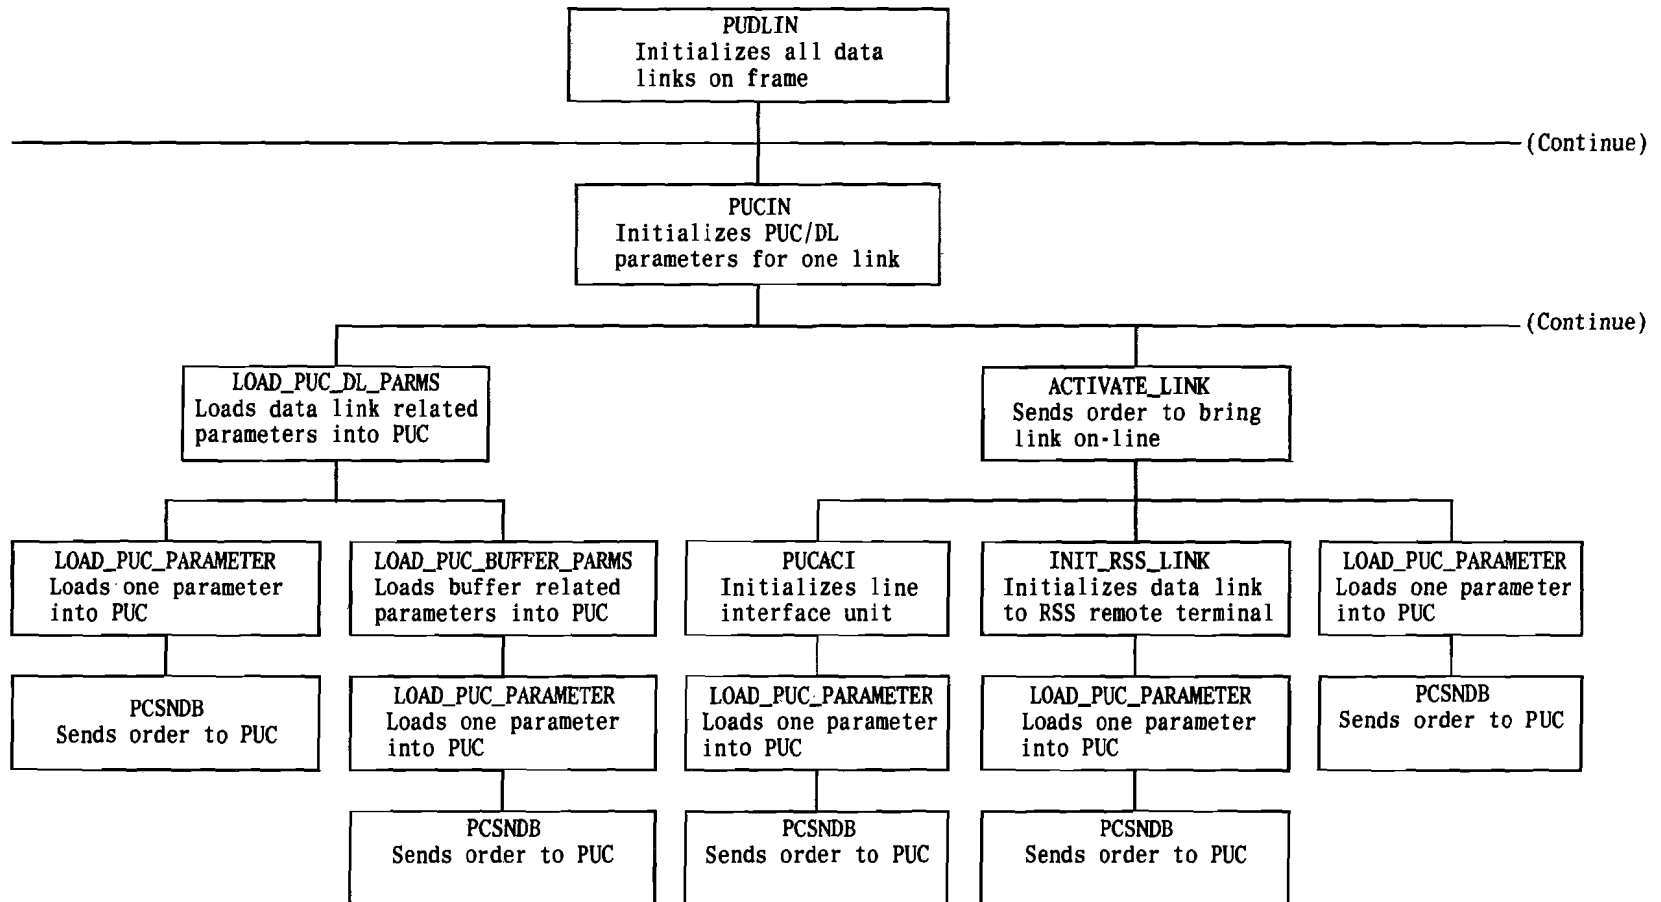 PUDLIN
Initializes all data
links on frame
(Continue)
PUCIN
Initializes PUC/DL
parameters for one link
(Continue)
LOAD_PUC_DL_PARMS
Loads data link related
parameters into PUC
ACTIVATE_LINK
Sends order to bring
link on-line
LOAD_PUC_PARAMETER
Loads one parameter
into PUC
LOAD_PUC_BUFFER_PARMS
Loads buffer related
parameters into PUC
PUCACI
Initializes line
interface unit
INIT_RSS_LINK
Initializes data link
to RSS remote terminal
LOAD_PUC_PARAMETER
Loads one parameter
into PUC
PCSNDB
Sends order to PUC
LOAD_PUC_PARAMETER
Loads one parameter
into PUC
LOAD_PUC_PARAMETER
Loads one parameter
into PUC
LOAD_PUC_PARAMETER
Loads one parameter
into PUC
PCSNDB
Sends order to PUC
PCSNDB
Sends order to PUC
PCSNDB
Sends order to PUC
PCSNDB
Sends order to PUC